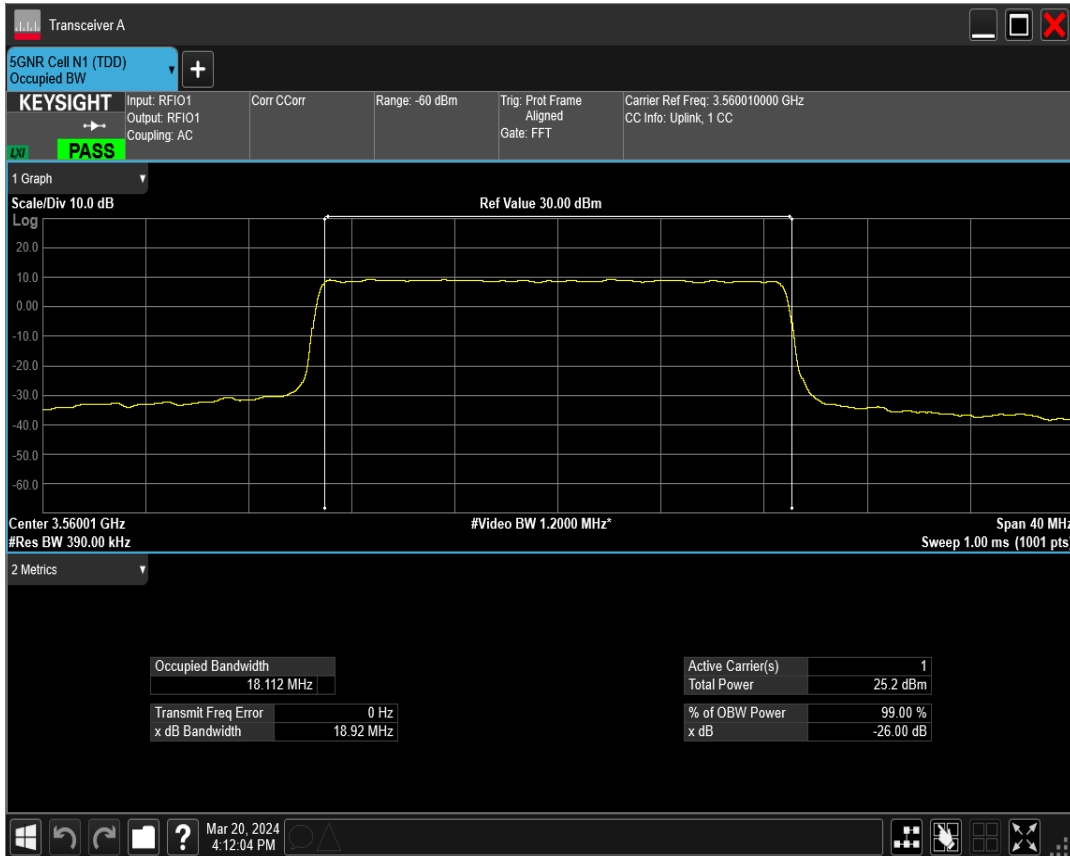 Transceiver A
5GNR Cell N1 (TDD)
Occupied BW
+
KEYSIGHT
LXI
PASS
Input: RFIO1
Output: RFIO1
Coupling: AC
Corr CCorr
Range: -60 dBm
Trig: Prot Frame
Aligned
Gate: FFT
Carrier Ref Freq: 3.560010000 GHz
CC Info: Uplink, 1 CC
1 Graph
Scale/Div 10.0 dB
Ref Value 30.00 dBm
Log
20.0
10.0
0.00
-10.0
-20.0
-30.0
-40.0
-50.0
-60.0
Center 3.56001 GHz
#Video BW 1.2000 MHz*
Span 40 MHz
#Res BW 390.00 kHz
Sweep 1.00 ms (1001 pts)
2 Metrics
Occupied Bandwidth
18.112 MHz
Transmit Freq Error 0 Hz
x dB Bandwidth 18.92 MHz
Active Carrier(s) 1
Total Power 25.2 dBm
% of OBW Power 99.00 %
x dB -26.00 dB
?
Mar 20, 2024
4:12:04 PM